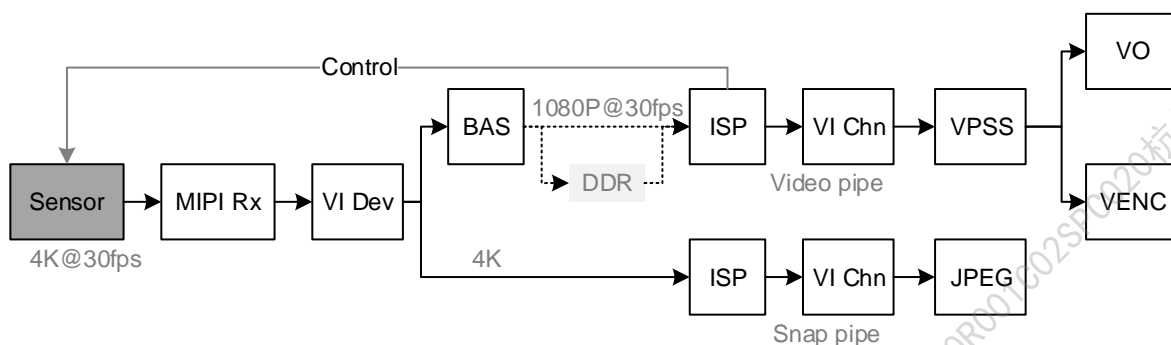 VO
Control
1080P@30fps
BAS
ISP
VI Chn
VPSS
DDR
Video pipe
Sensor
MIPI Rx
VI Dev
VENC
4K@30fps
4K
ISP
VI Chn
JPEG
Snap pipe